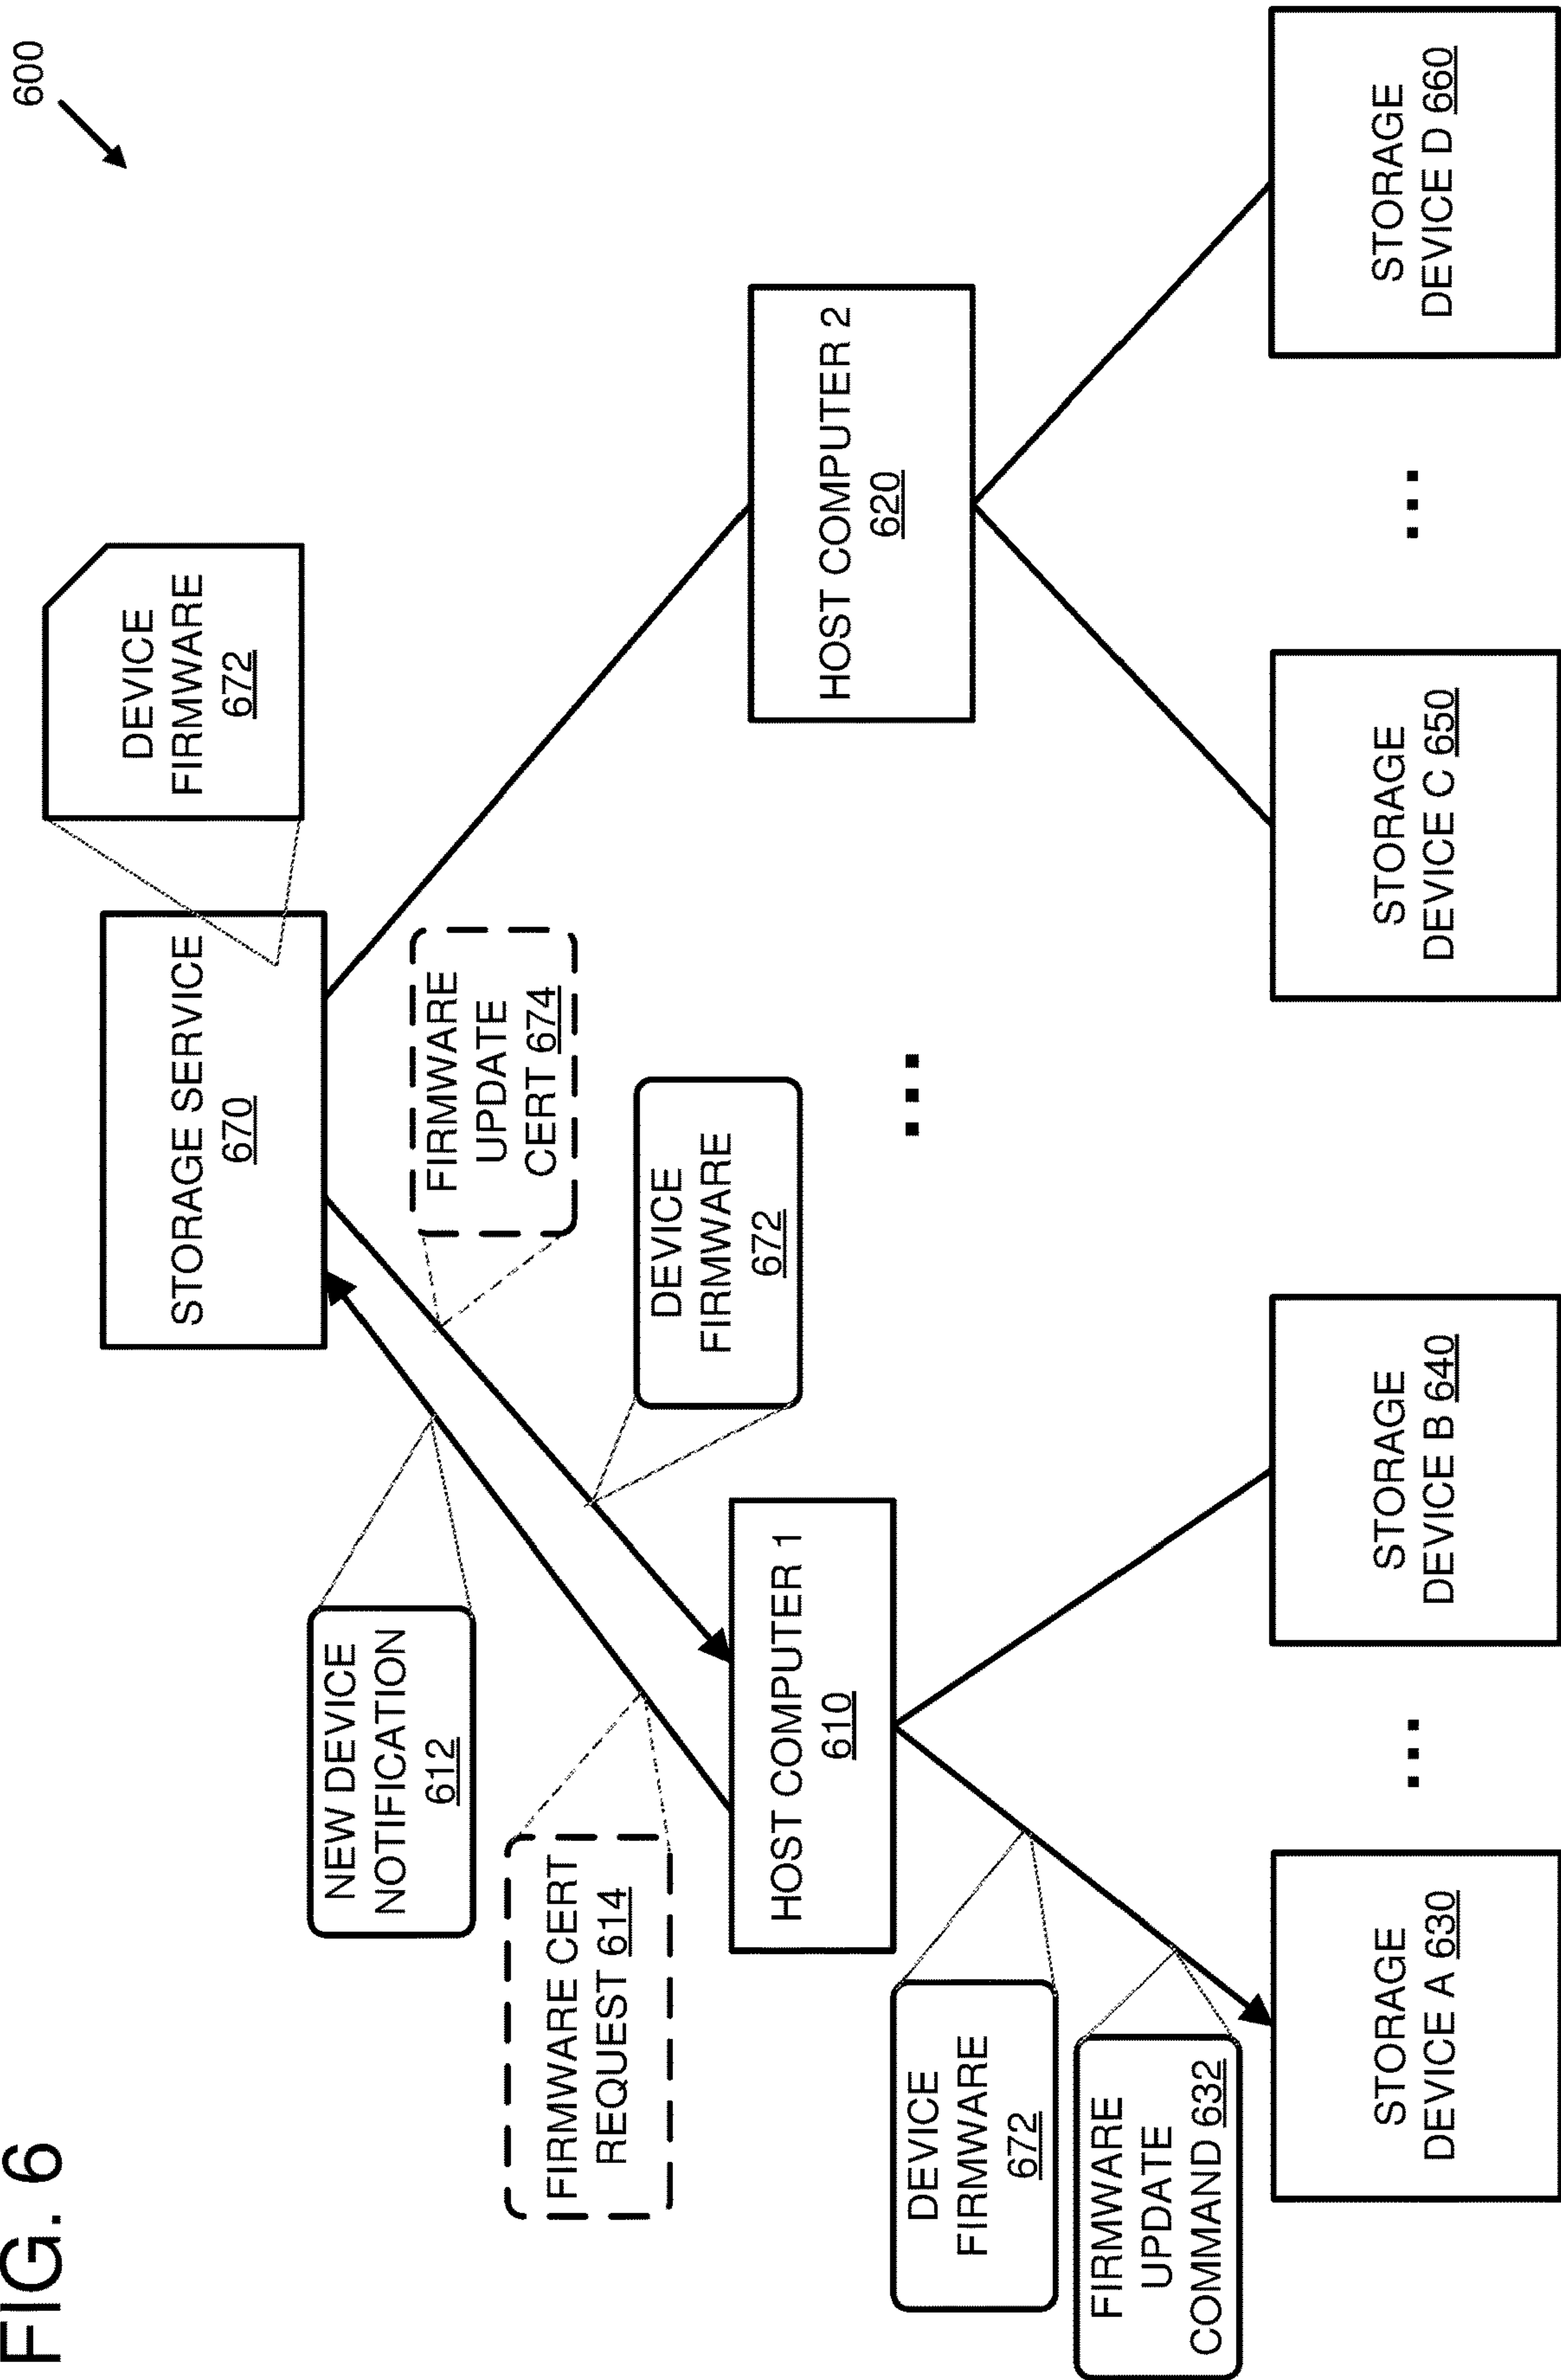 FIG. 6
600
DEVICE
FIRMWARE
672
STORAGE SERVICE
670
NEW DEVICE
NOTIFICATION
612
FIRMWARE
UPDATE
CERT 674
FIRMWARE CERT
REQUEST 614
DEVICE
FIRMWARE
672
HOST COMPUTER 1
610
...
HOST COMPUTER 2
620
DEVICE
FIRMWARE
672
FIRMWARE
UPDATE
COMMAND 632
STORAGE
DEVICE A 630
...
STORAGE
DEVICE B 640
STORAGE
DEVICE C 650
...
STORAGE
DEVICE D 660